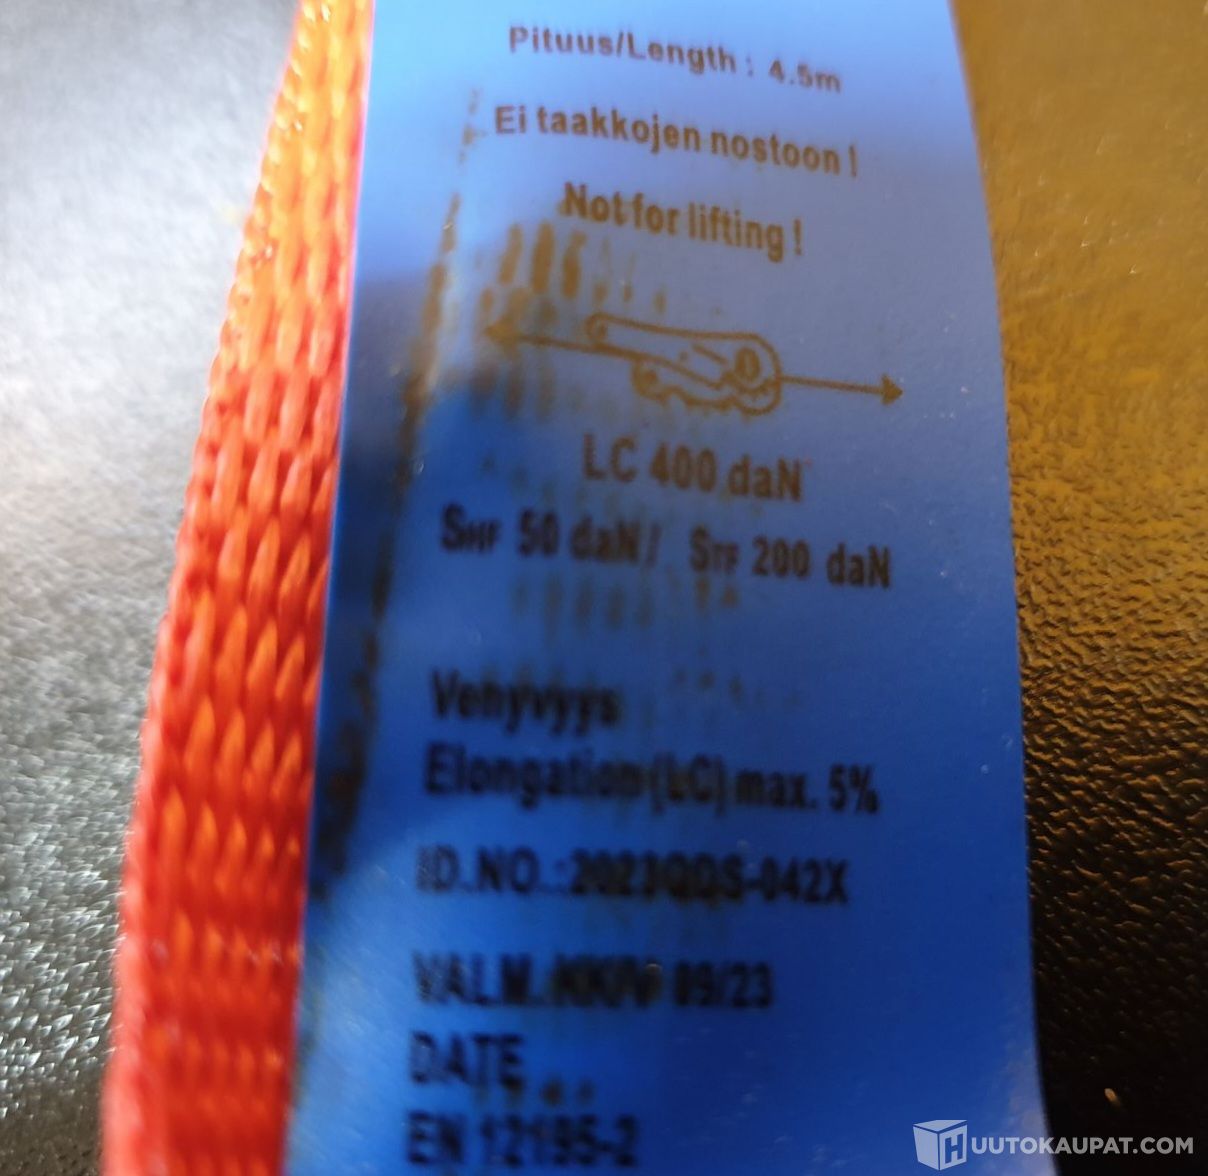 Pituus/Length : 4.5m
Ei taakkojen nostoon !
Not for lifting !
LC 400 daN
SHF 50 daN / STF 200 daN
Venyvyys
Elongation(LC) max. 5%
ID.NO.:2023QQS-042X
VALM. 09/23
DATE
EN 12195-2
HUUTOKAUPAT.COM